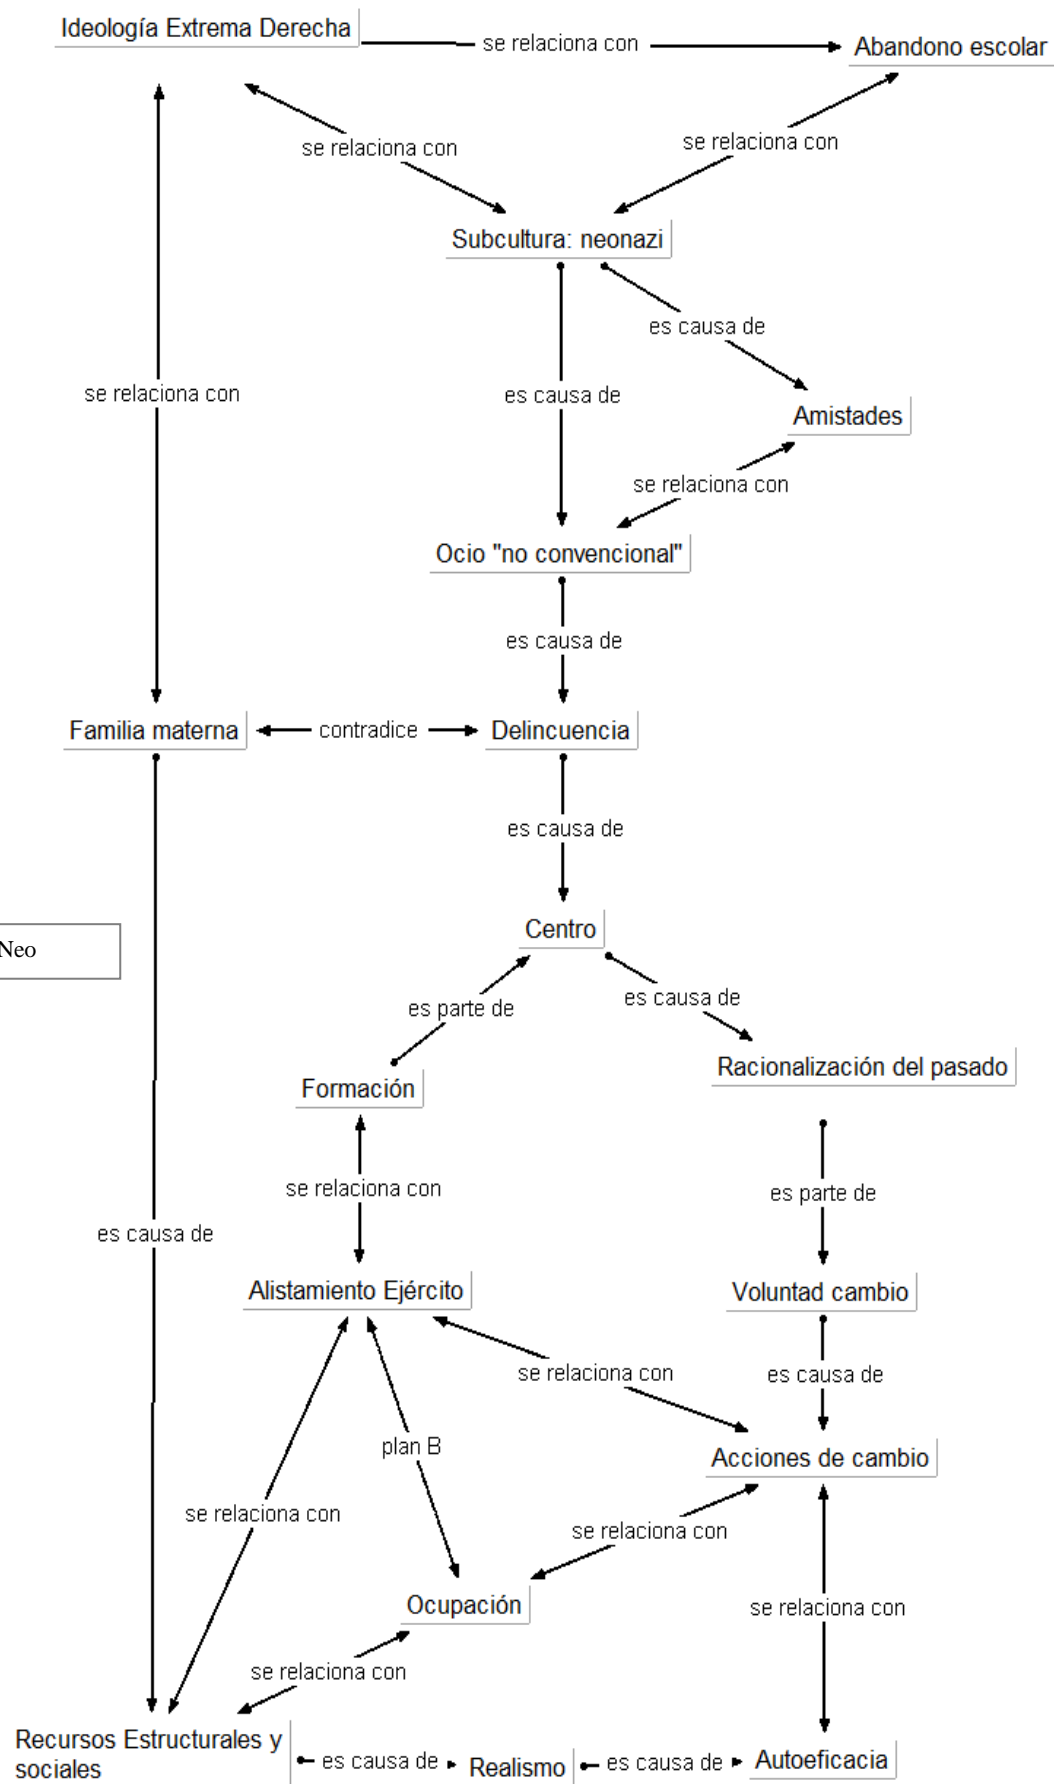 Ideología Extrema Derecha
se relaciona con
Abandono escolar
se relaciona con
se relaciona con
Subcultura: neonazi
es causa de
se relaciona con
es causa de
Amistades
se relaciona con
Ocio "no convencional"
es causa de
Familia materna
contradice
Delincuencia
es causa de
Centro
Neo
es parte de
es causa de
Formación
Racionalización del pasado
se relaciona con
es parte de
es causa de
Alistamiento Ejército
Voluntad cambio
se relaciona con
es causa de
plan B
Acciones de cambio
se relaciona con
se relaciona con
Ocupación
se relaciona con
se relaciona con
Recursos Estructurales y
sociales
es causa de
Realismo
es causa de
Autoeficacia